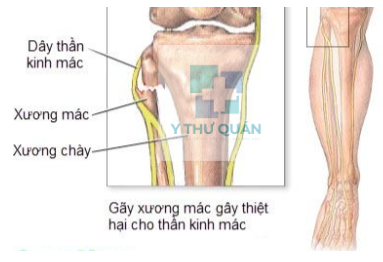 Dây thần
kinh mác
Xương mác
Y THƯ QUÁN
Xương chày
Gãy xương mác gây thiệt
hại cho thần kinh mác